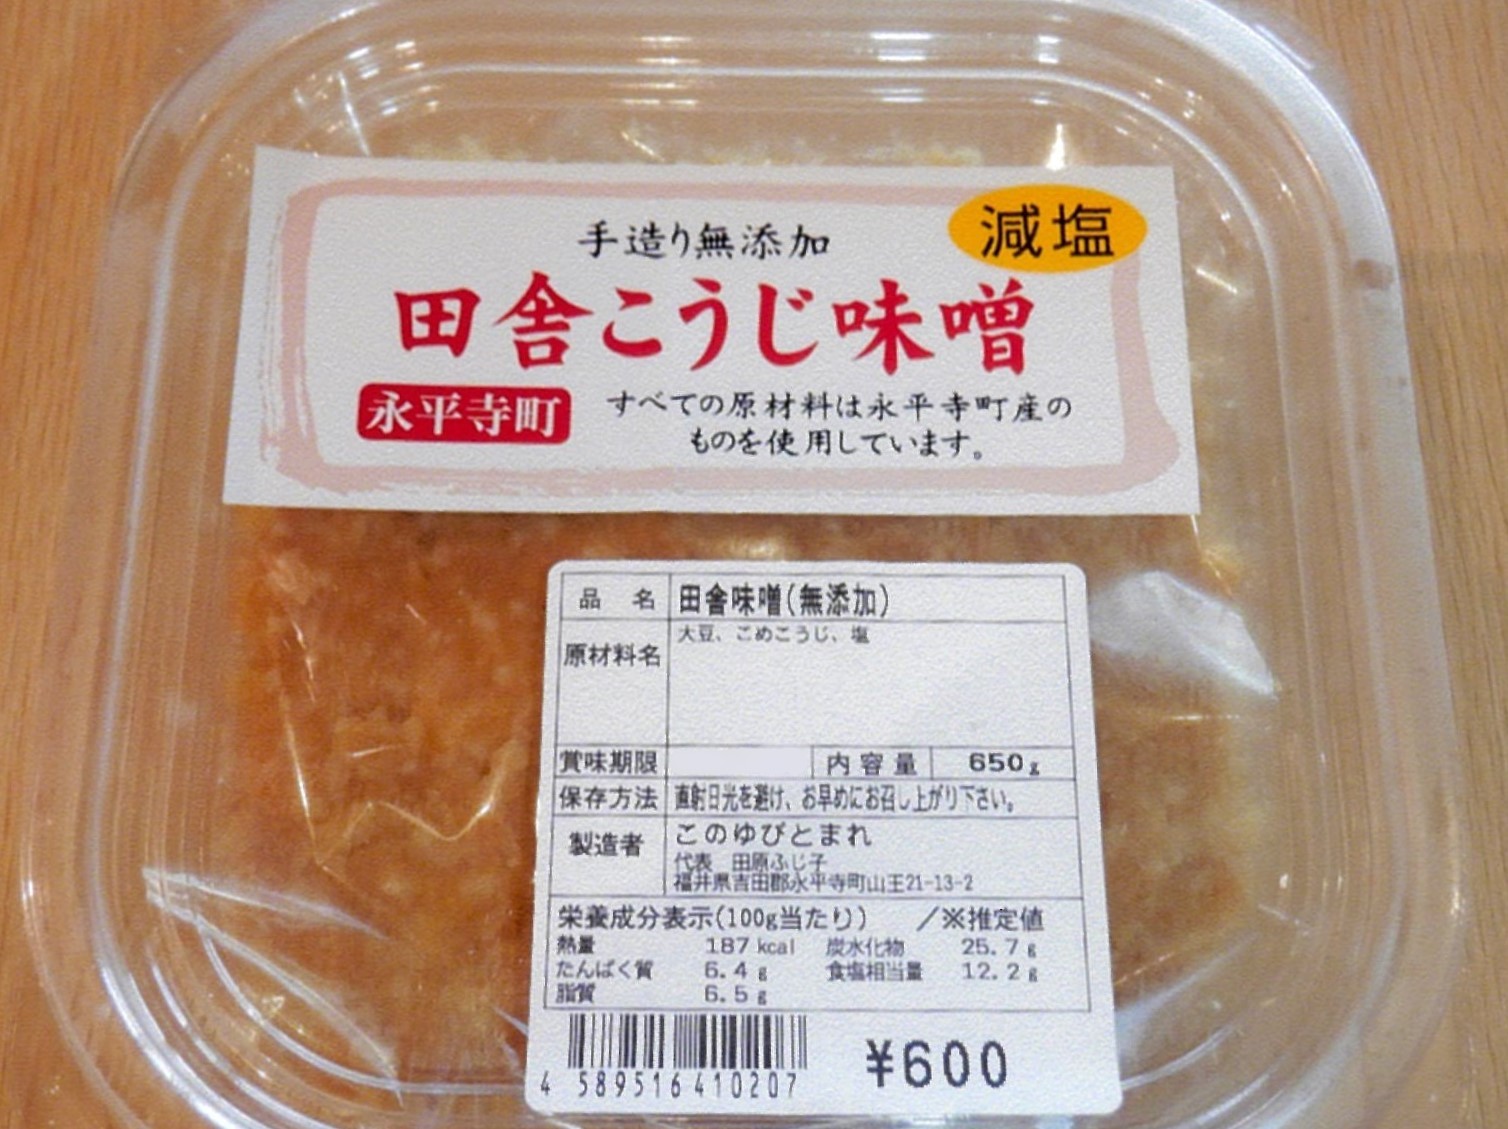 減塩
手造り無添加
田舎こうじ味噌
永平寺町
すべての原材料は永平寺町産の
ものを使用しています。
品 名 田舎味噌(無添加)
原材料名 大豆、こめこうじ、塩
賞味期限 内容量 650g
保存方法 直射日光を避け、お早めにお召し上がり下さい。
製造者 このゆびとまれ
代表 田原ふじ子
福井県吉田郡永平寺町山王21-13-2
栄養成分表示(100g当たり) /※推定値
熱量 187 kcal 炭水化物 25.7g
たんぱく質 6.4g 食塩相当量 12.2g
脂質 6.5g
4 589516 410207
¥600